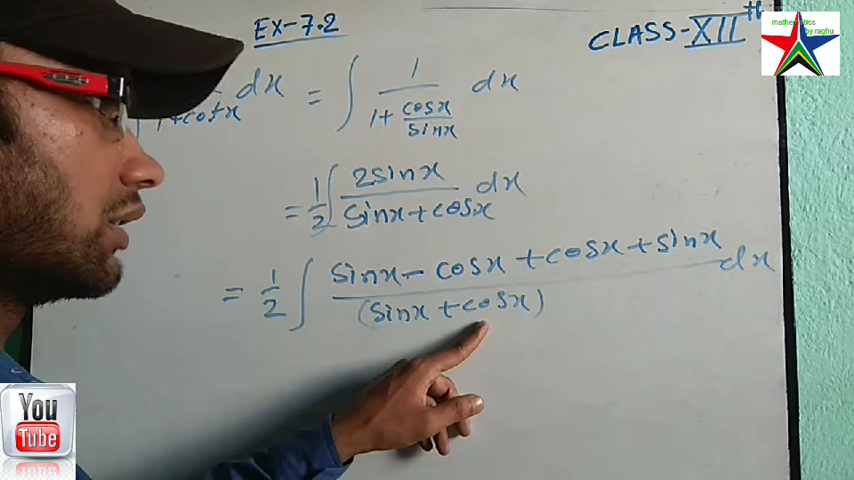 EX-7.2
CLASS-XIIth
mathematics
by raghu
1+cotx dx = ∫ 1/(1+cosx/sinx) dx
= 1/2 ∫ 2sinx/(sinx+cosx) dx
= 1/2 ∫ (sinx-cosx+cosx+sinx)/(sinx+cosx) dx
You
Tube